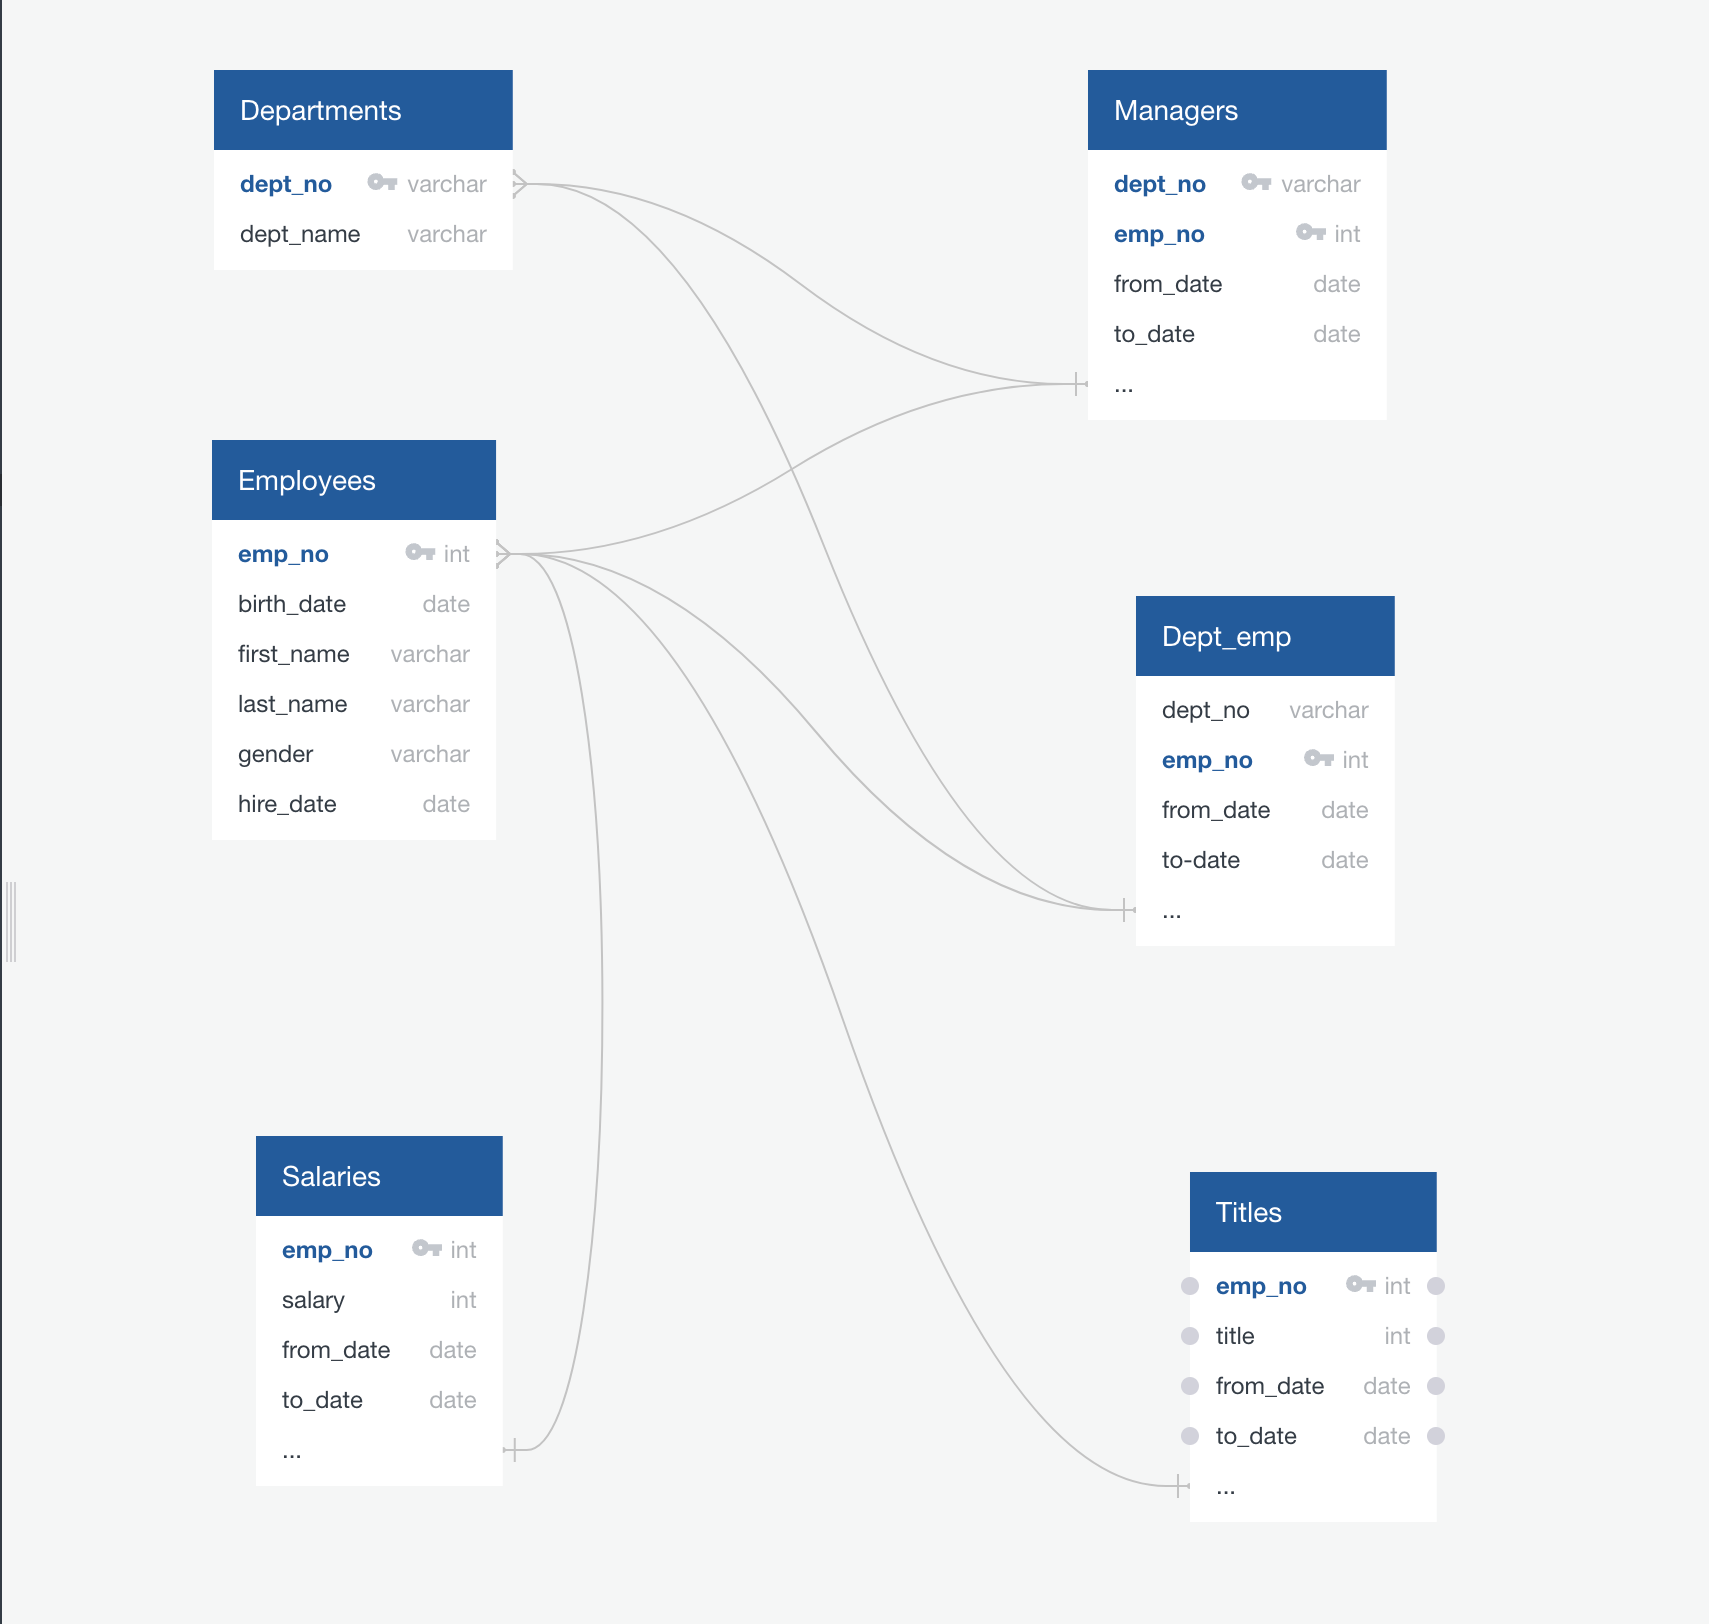 Departments
dept_no varchar
dept_name varchar
Managers
dept_no varchar
emp_no int
from_date date
to_date date
...
Employees
emp_no int
birth_date date
first_name varchar
last_name varchar
gender varchar
hire_date date
Dept_emp
dept_no varchar
emp_no int
from_date date
to-date date
...
Salaries
emp_no int
salary int
from_date date
to_date date
...
Titles
emp_no int
title int
from_date date
to_date date
...